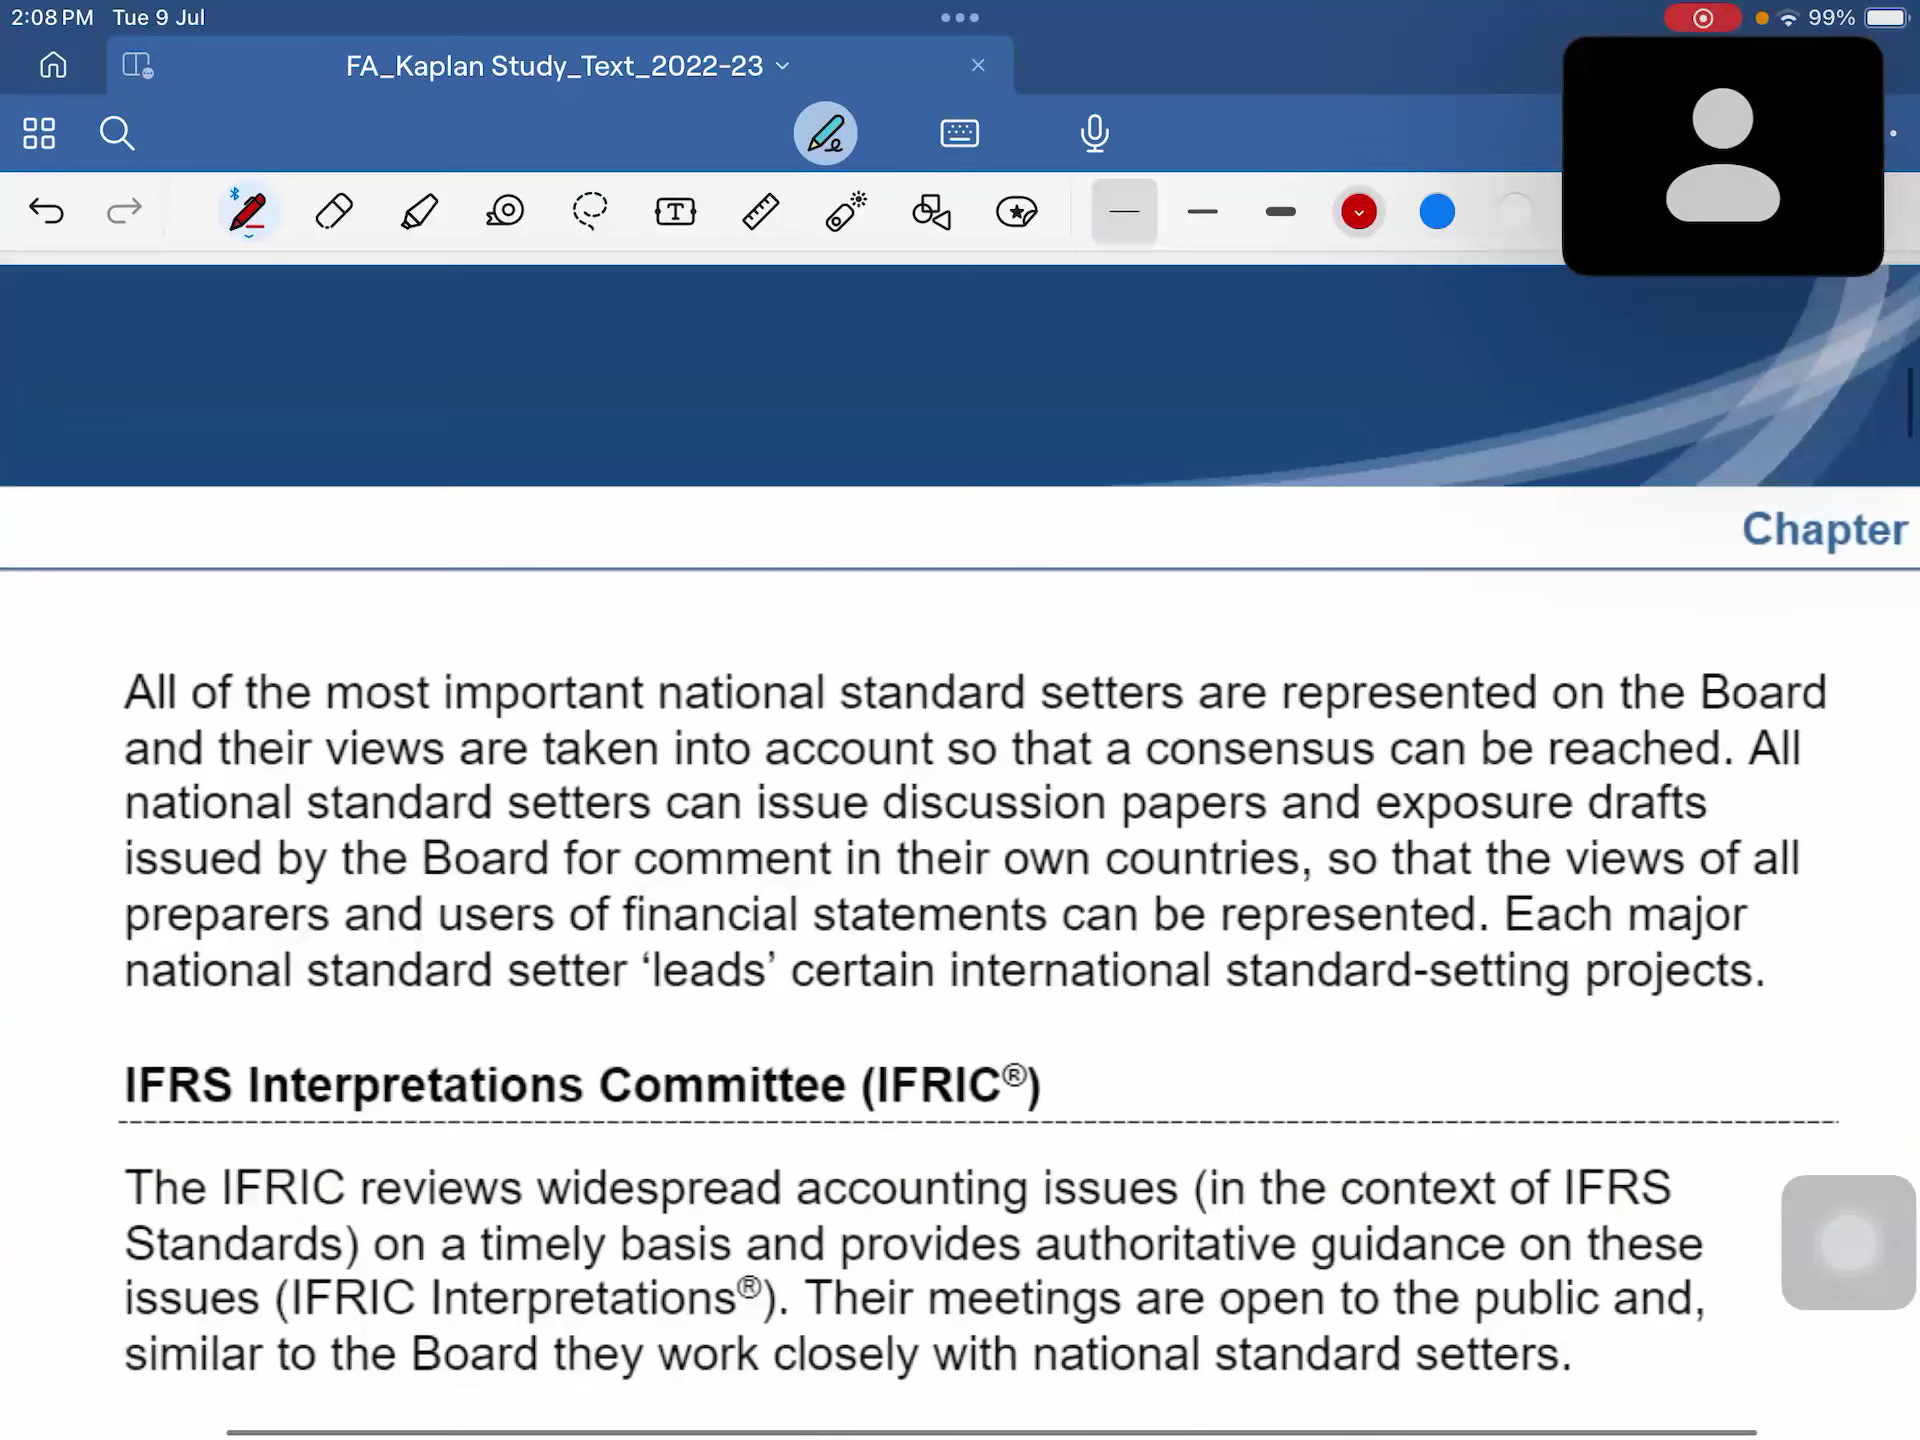 2:08 PM Tue 9 Jul
99%
FA_Kaplan Study_Text_2022-23
Chapter
All of the most important national standard setters are represented on the Board
and their views are taken into account so that a consensus can be reached. All
national standard setters can issue discussion papers and exposure drafts
issued by the Board for comment in their own countries, so that the views of all
preparers and users of financial statements can be represented. Each major
national standard setter ‘leads’ certain international standard-setting projects.
IFRS Interpretations Committee (IFRIC®)
The IFRIC reviews widespread accounting issues (in the context of IFRS
Standards) on a timely basis and provides authoritative guidance on these
issues (IFRIC Interpretations®). Their meetings are open to the public and,
similar to the Board they work closely with national standard setters.